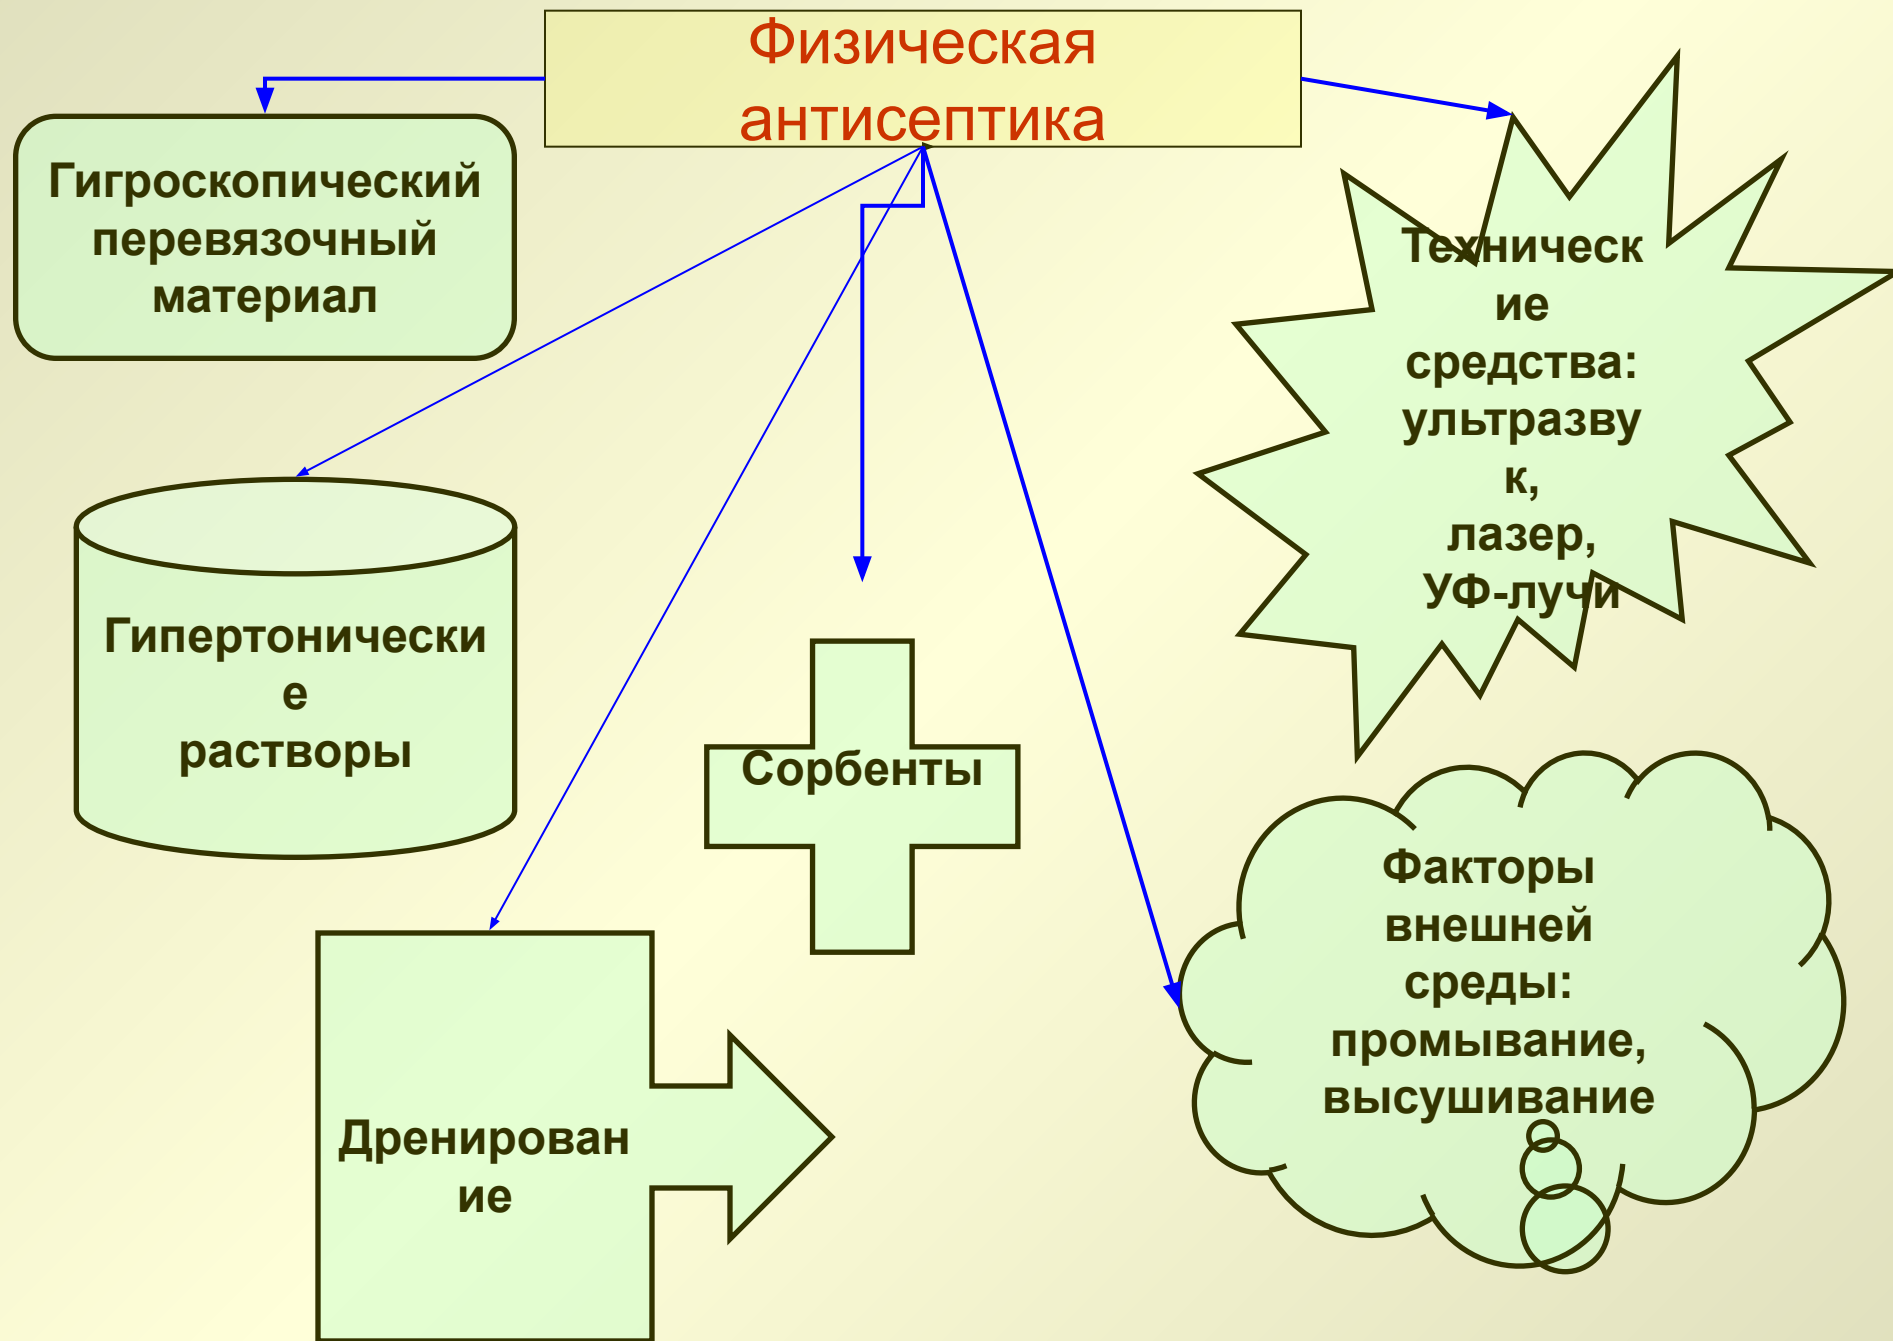 Физическая
антисептика
Гигроскопический
перевязочный
материал
Техническ
ие
средства:
ультразву
к,
лазер,
УФ-лучи
Гипертонически
е
растворы
Сорбенты
Факторы
внешней
среды:
промывание,
высушивание
Дренирован
ие